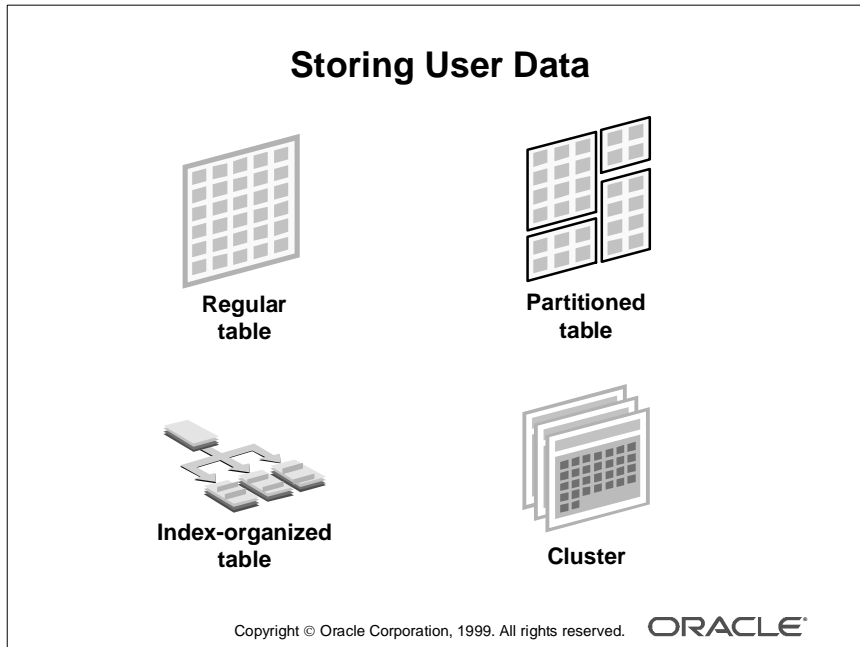 Storing User Data
Regular
table
Partitioned
table
Index-organized
table
Cluster
Copyright © Oracle Corporation, 1999. All rights reserved.
ORACLE®